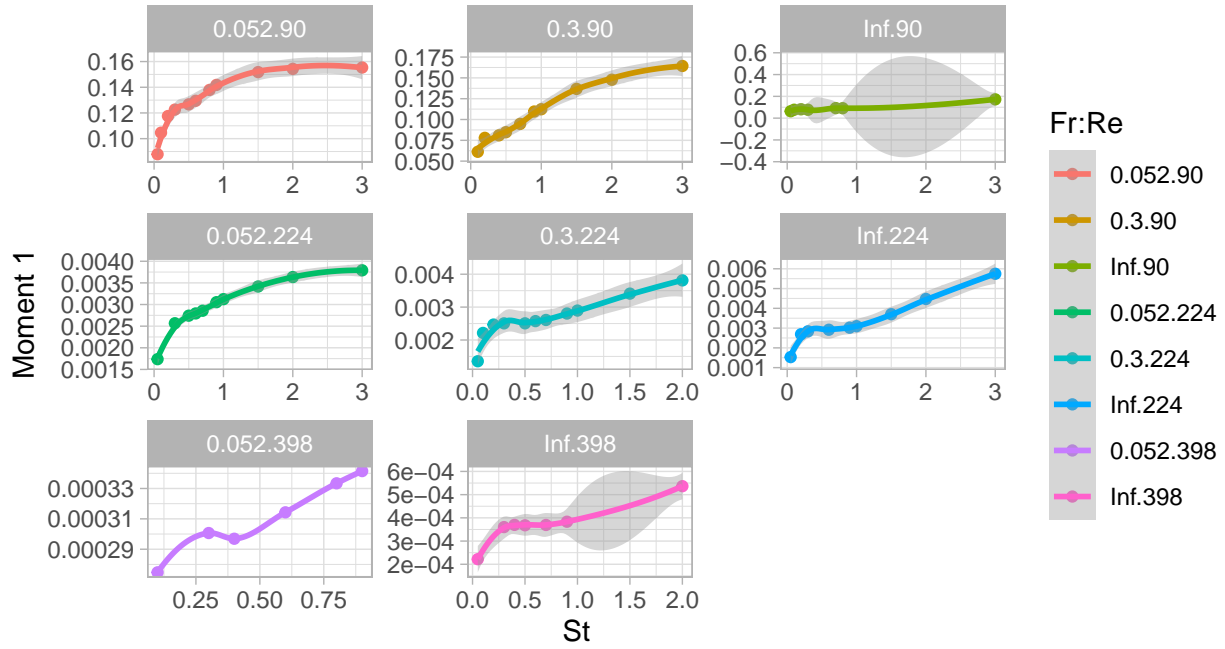 0.052.90
0.3.90
Inf.90
0.16
0.14
0.12
0.10
0 1 2 3
0.175
0.150
0.125
0.100
0.075
0.050
0 1 2 3
0.6
0.4
0.2
0.0
−0.2
−0.4
0 1 2 3
0.052.224
0.3.224
Inf.224
0.0040
0.0035
0.0030
0.0025
0.0020
0.0015
0 1 2 3
0.004
0.003
0.002
0.0 0.5 1.0 1.5 2.0
0.006
0.005
0.004
0.003
0.002
0.001
0 1 2 3
0.052.398
Inf.398
0.00033
0.00031
0.00029
0.25 0.50 0.75
6e−04
5e−04
4e−04
3e−04
2e−04
0.0 0.5 1.0 1.5 2.0
Moment 1
St
Fr:Re
0.052.90
0.3.90
Inf.90
0.052.224
0.3.224
Inf.224
0.052.398
Inf.398